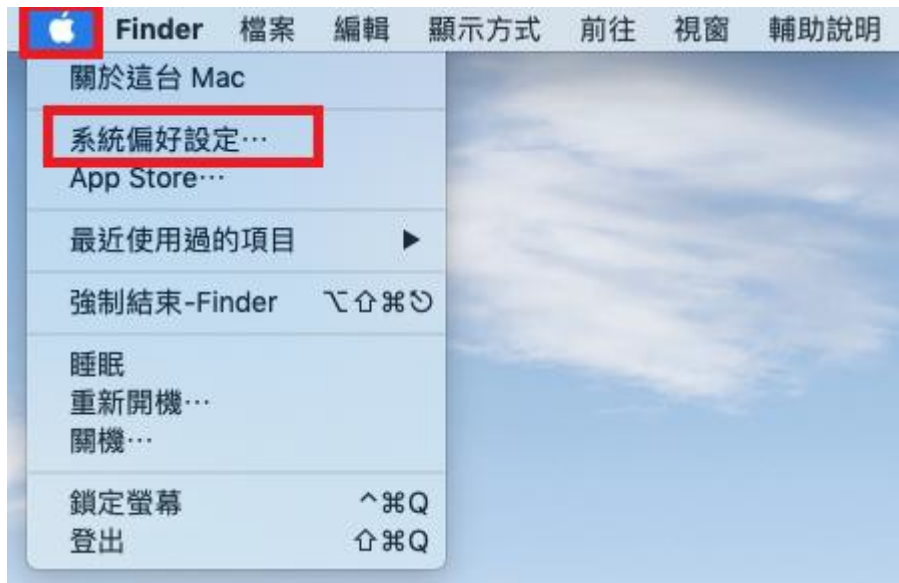 Finder 檔案 編輯 顯示方式 前往 視窗 輔助說明
關於這台 Mac
系統偏好設定⋯
App Store⋯
最近使用過的項目 ▶
強制結束-Finder ⌥⇧⌘⎋
睡眠
重新開機⋯
關機⋯
鎖定螢幕 ^⌘Q
登出 ⇧⌘Q